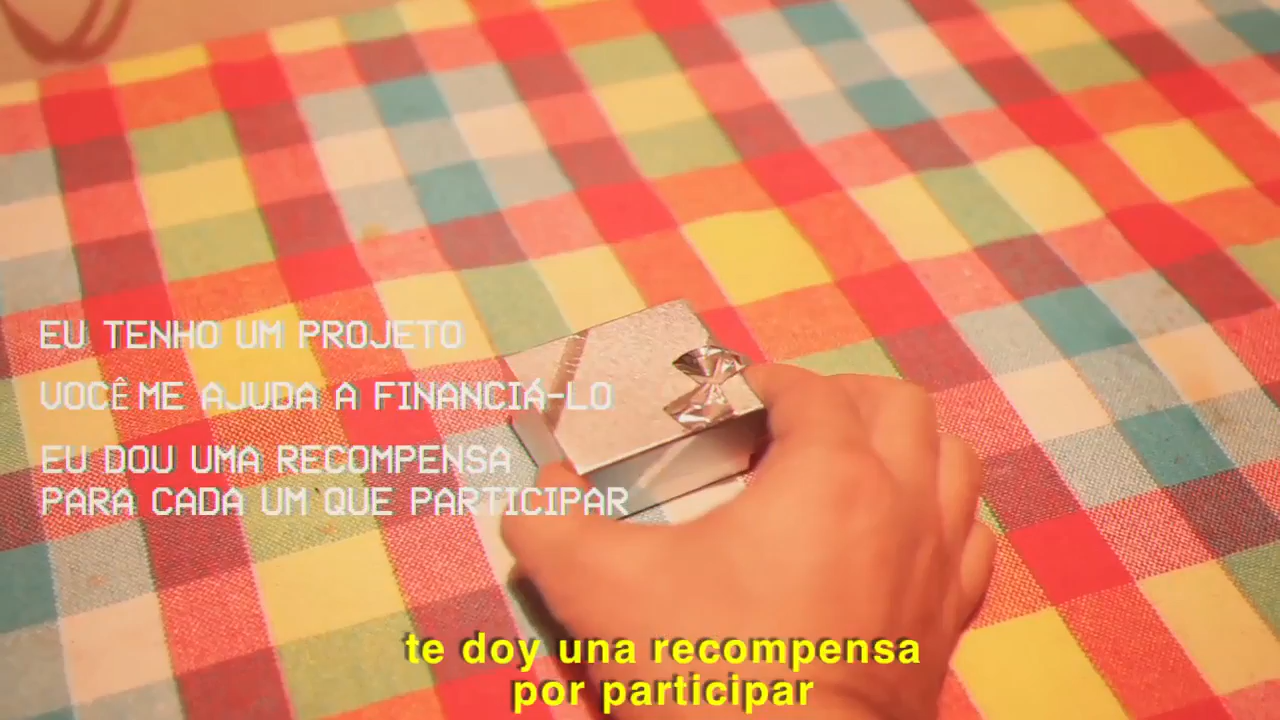 EU TENHO UM PROJETO
VOCÊ ME AJUDA A FINANCIÁ-LO
EU DOU UMA RECOMPENSA
PARA CADA UM QUE PARTICIPAR
te doy una recompensa
por participar